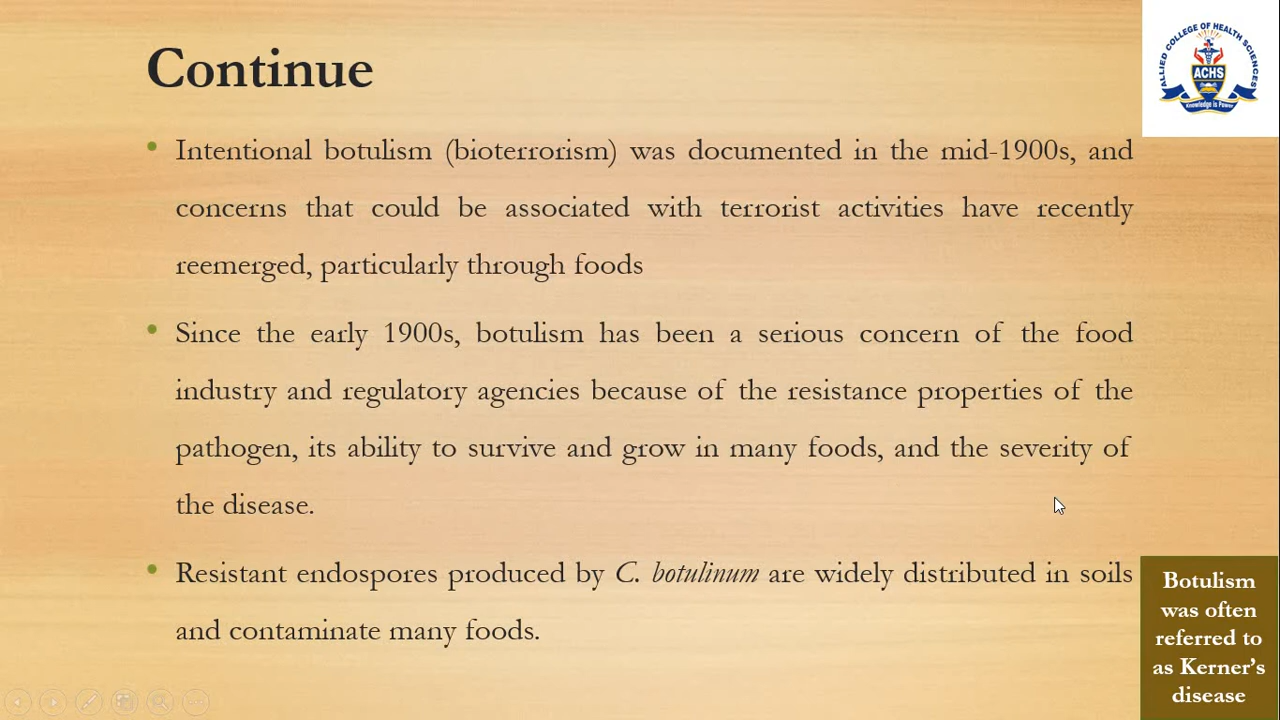 Continue
ALLIED COLLEGE OF HEALTH SCIENCES
ACHS
Knowledge is Power
• Intentional botulism (bioterrorism) was documented in the mid-1900s, and
concerns that could be associated with terrorist activities have recently
reemerged, particularly through foods
• Since the early 1900s, botulism has been a serious concern of the food
industry and regulatory agencies because of the resistance properties of the
pathogen, its ability to survive and grow in many foods, and the severity of
the disease.
• Resistant endospores produced by C. botulinum are widely distributed in soils
and contaminate many foods.
Botulism
was often
referred to
as Kerner’s
disease